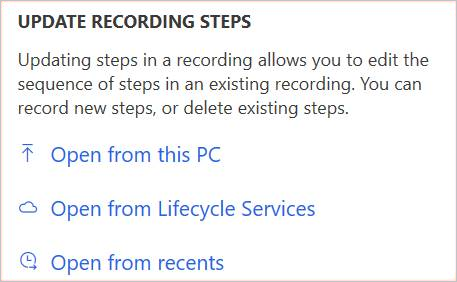 UPDATE RECORDING STEPS
Updating steps in a recording allows you to edit the
sequence of steps in an existing recording. You can
record new steps, or delete existing steps.
Open from this PC
Open from Lifecycle Services
Open from recents